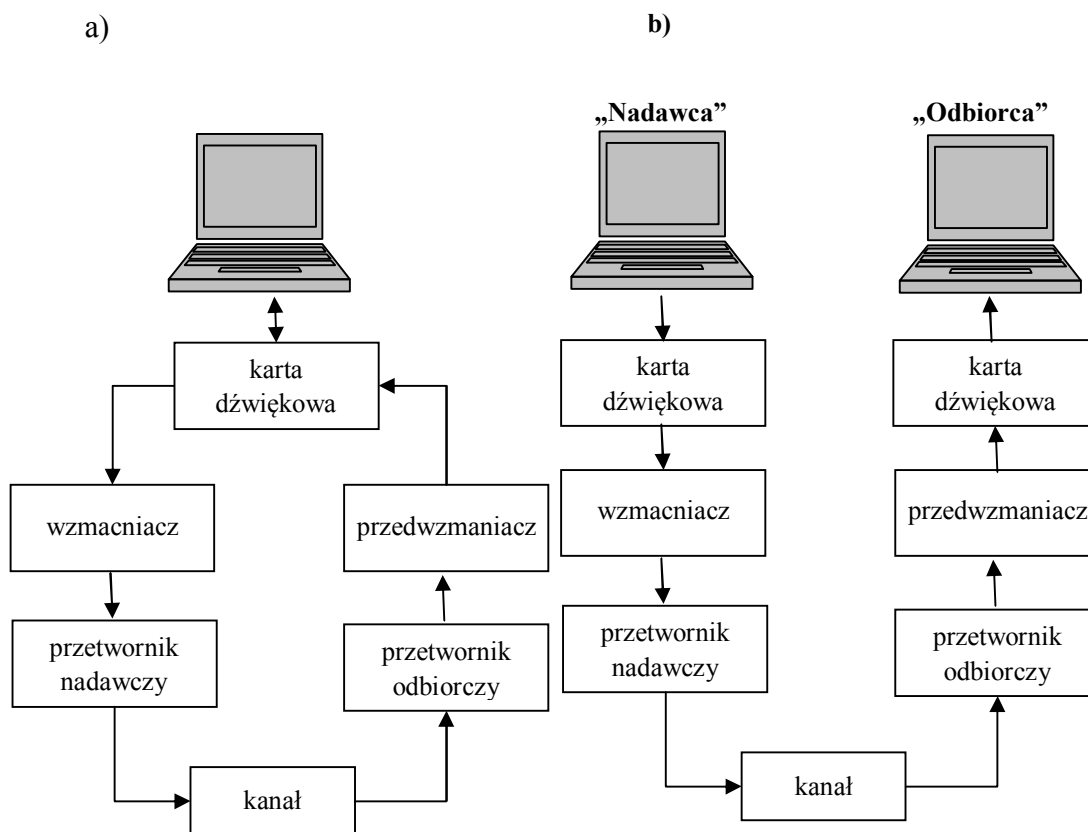 a)
karta
dźwiękowa
wzmacniacz
przedwzmaniacz
przetwornik
nadawczy
przetwornik
odbiorczy
kanał
b)
„Nadawca”
„Odbiorca”
karta
dźwiękowa
karta
dźwiękowa
wzmacniacz
przedwzmaniacz
przetwornik
nadawczy
przetwornik
odbiorczy
kanał